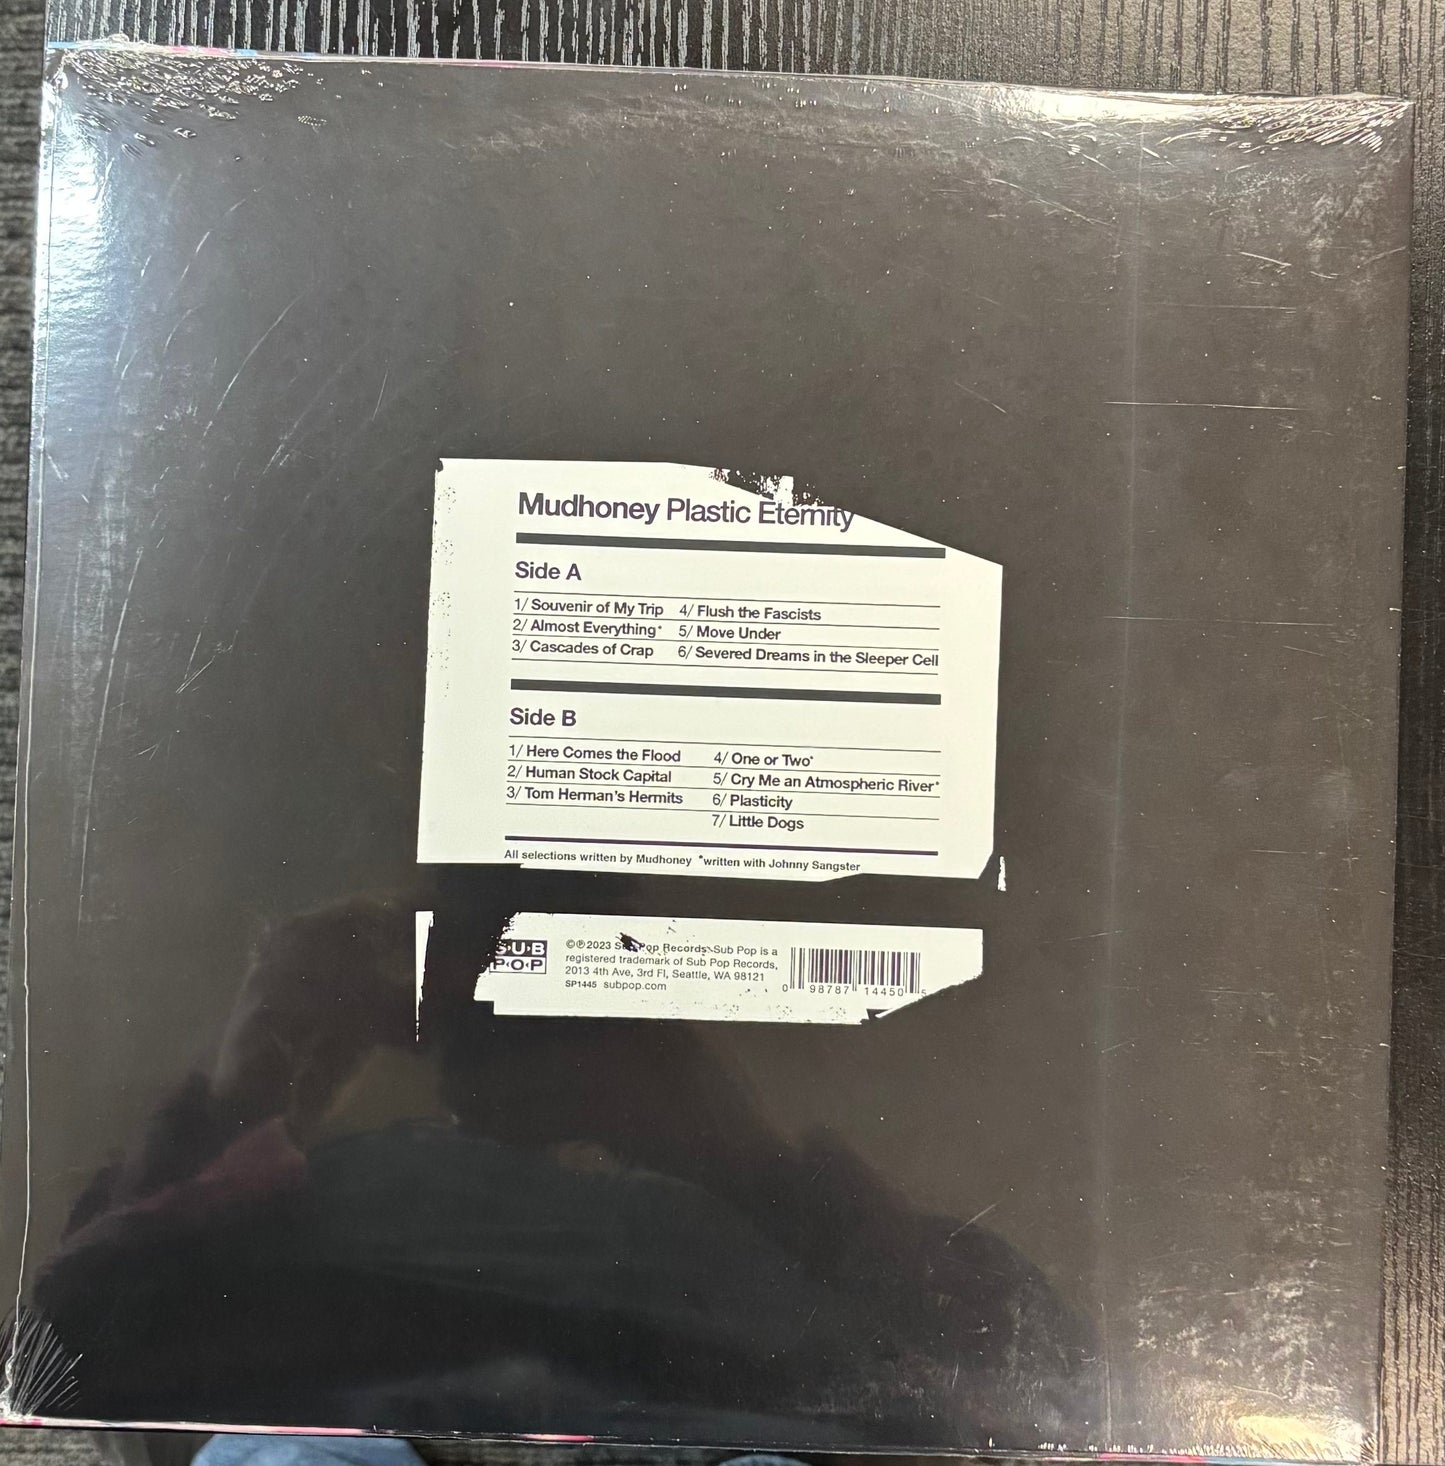 Mudhoney Plastic Eternity
Side A
1/ Souvenir of My Trip
2/ Almost Everything*
3/ Cascades of Crap
4/ Flush the Fascists
5/ Move Under
6/ Severed Dreams in the Sleeper Cell
Side B
1/ Here Comes the Flood
2/ Human Stock Capital
3/ Tom Herman's Hermits
4/ One or Two*
5/ Cry Me an Atmospheric River*
6/ Plasticity
7/ Little Dogs
All selections written by Mudhoney *written with Johnny Sangster
SUB
POP
©℗2023 Sub Pop Records. Sub Pop is a
registered trademark of Sub Pop Records,
2013 4th Ave, 3rd Fl, Seattle, WA 98121
SP1445 subpop.com
0 98787 14450 5